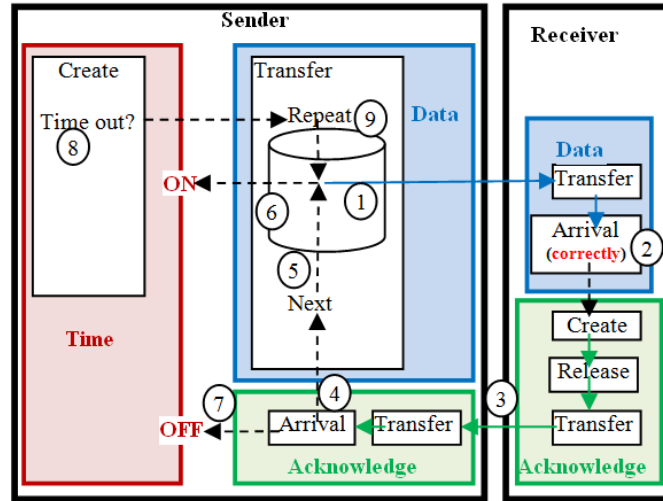 Sender
Receiver
Create
Time out?
8
Transfer
Repeat
9
Data
ON
6
1
5
Next
Time
Data
Transfer
Arrival
(correctly)
2
Create
Release
Transfer
Acknowledge
3
7
4
OFF
Arrival
Transfer
Acknowledge